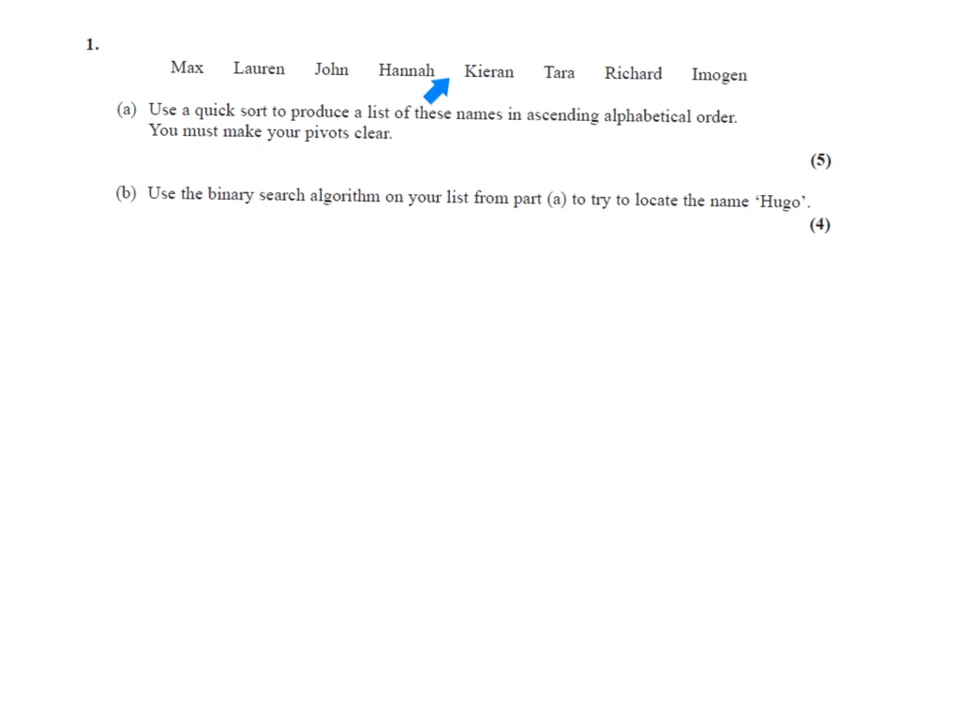 1.
Max Lauren John Hannah Kieran Tara Richard Imogen
(a) Use a quick sort to produce a list of these names in ascending alphabetical order.
You must make your pivots clear.
(5)
(b) Use the binary search algorithm on your list from part (a) to try to locate the name ‘Hugo’.
(4)